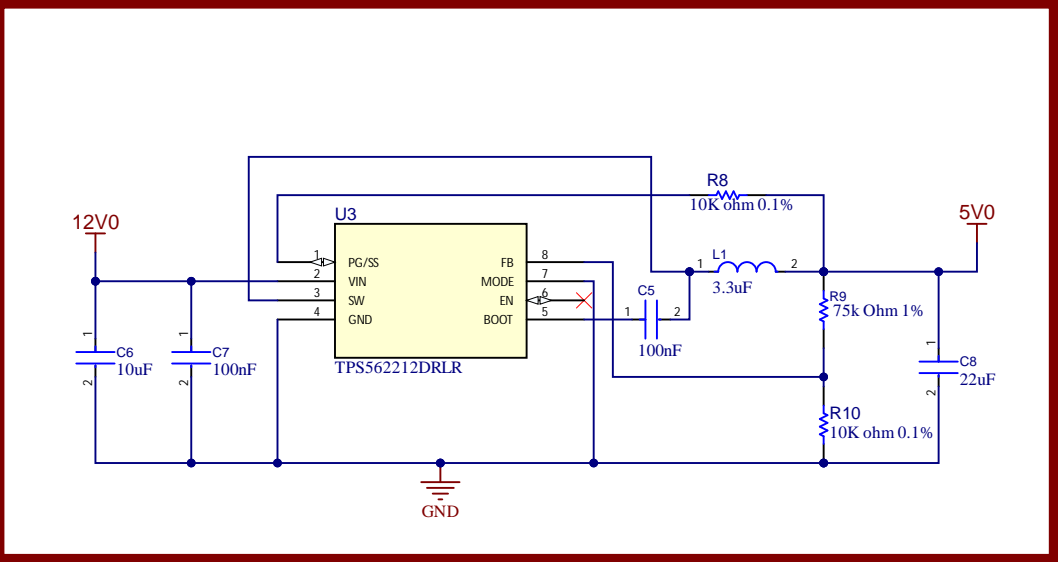 12V0
U3
R8
10K ohm 0.1%
5V0
1 PG/SS
2 VIN
3 SW
4 GND
FB 8
MODE 7
EN 6
BOOT 5
TPS562212DRLR
1 L1 2
3.3uF
C5
1 2
100nF
R9
75k Ohm 1%
1
C6
10uF
2
1
C7
100nF
2
1
C8
22uF
2
R10
10K ohm 0.1%
GND